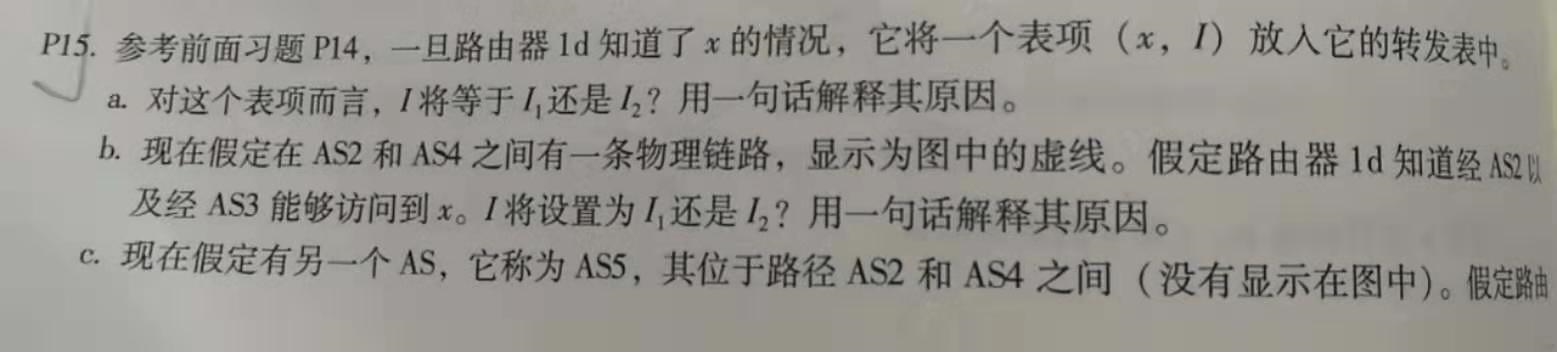 P15. 参考前面习题 P14，一旦路由器 1d 知道了 x 的情况，它将一个表项（x，I）放入它的转发表中。
a. 对这个表项而言，I 将等于 I₁还是 I₂？用一句话解释其原因。
b. 现在假定在 AS2 和 AS4 之间有一条物理链路，显示为图中的虚线。假定路由器 1d 知道经 AS2 以
及经 AS3 能够访问到 x。I 将设置为 I₁还是 I₂？用一句话解释其原因。
c. 现在假定有另一个 AS，它称为 AS5，其位于路径 AS2 和 AS4 之间（没有显示在图中）。假定路由